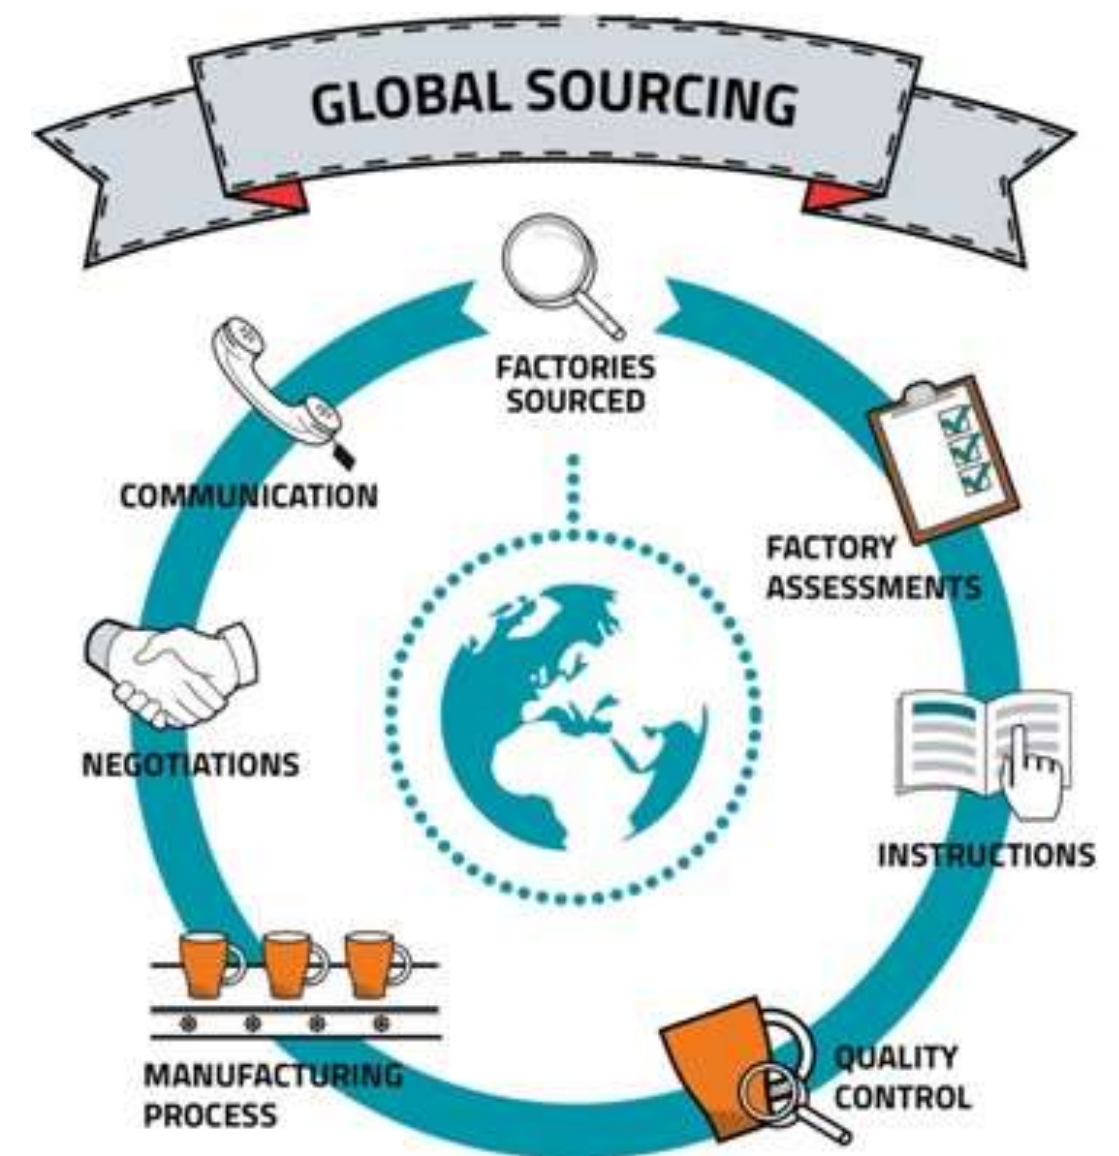 GLOBAL SOURCING
FACTORIES
SOURCED
COMMUNICATION
FACTORY
ASSESSMENTS
NEGOTIATIONS
INSTRUCTIONS
MANUFACTURING
PROCESS
QUALITY
CONTROL